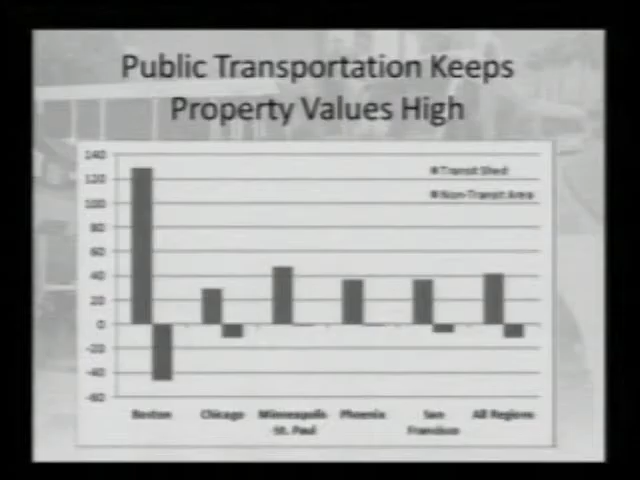 Public Transportation Keeps
Property Values High
140
120
100
80
60
40
20
0
-20
-40
-60
Transit Shed
Non-Transit Area
Boston
Chicago
Minneapolis
St. Paul
Phoenix
San
Francisco
All Regions